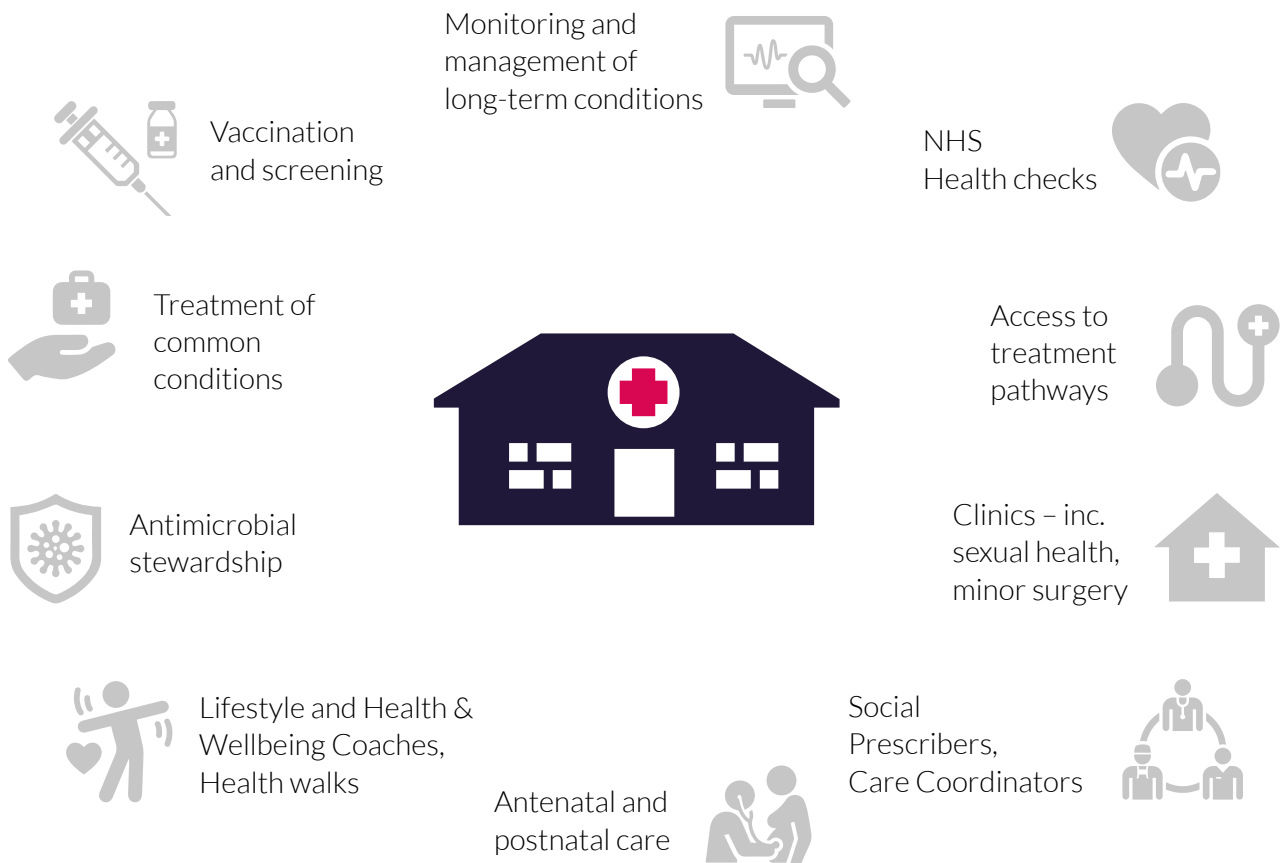 Monitoring and
management of
long-term conditions
Vaccination
and screening
NHS
Health checks
Treatment of
common
conditions
Access to
treatment
pathways
Antimicrobial
stewardship
Clinics – inc.
sexual health,
minor surgery
Lifestyle and Health &
Wellbeing Coaches,
Health walks
Social
Prescribers,
Care Coordinators
Antenatal and
postnatal care